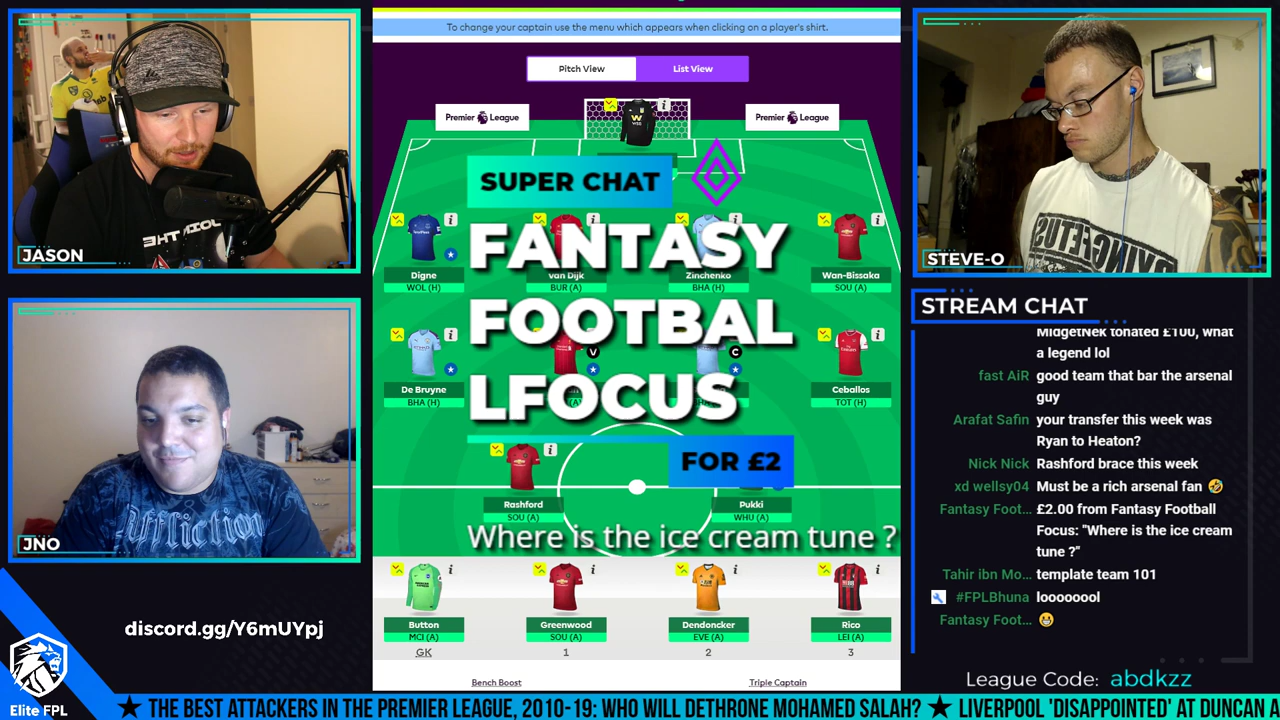 To change your captain use the menu which appears when clicking on a player's shirt.
Pitch View
List View
Premier League
Premier League
SUPER CHAT
FANTASY
FOOTBAL
LFOCUS
FOR £2
Where is the ice cream tune ?
Digne
WOL (H)
van Dijk
BUR (A)
Zinchenko
BHA (H)
Wan-Bissaka
SOU (A)
De Bruyne
BHA (H)
V
C
Ceballos
TOT (H)
Rashford
SOU (A)
Pukki
WHU (A)
Button
MCI (A)
GK
Greenwood
SOU (A)
1
Dendoncker
EVE (A)
2
Rico
LEI (A)
3
Bench Boost
Triple Captain
JASON
JNO
discord.gg/Y6mUYpj
Elite FPL
STEVE-O
STREAM CHAT
MidgetNek tonated £100, what
a legend lol
fast AiR good team that bar the arsenal
guy
Arafat Safin your transfer this week was
Ryan to Heaton?
Nick Nick Rashford brace this week
xd wellsy04 Must be a rich arsenal fan 🤣
Fantasy Foot... £2.00 from Fantasy Football
Focus: "Where is the ice cream
tune ?"
Tahir ibn Mo... template team 101
#FPLBhuna loooooool
Fantasy Foot... 😀
League Code: abdkzz
★ THE BEST ATTACKERS IN THE PREMIER LEAGUE, 2010-19: WHO WILL DETHRONE MOHAMED SALAH? ★ LIVERPOOL 'DISAPPOINTED' AT DUNCAN A